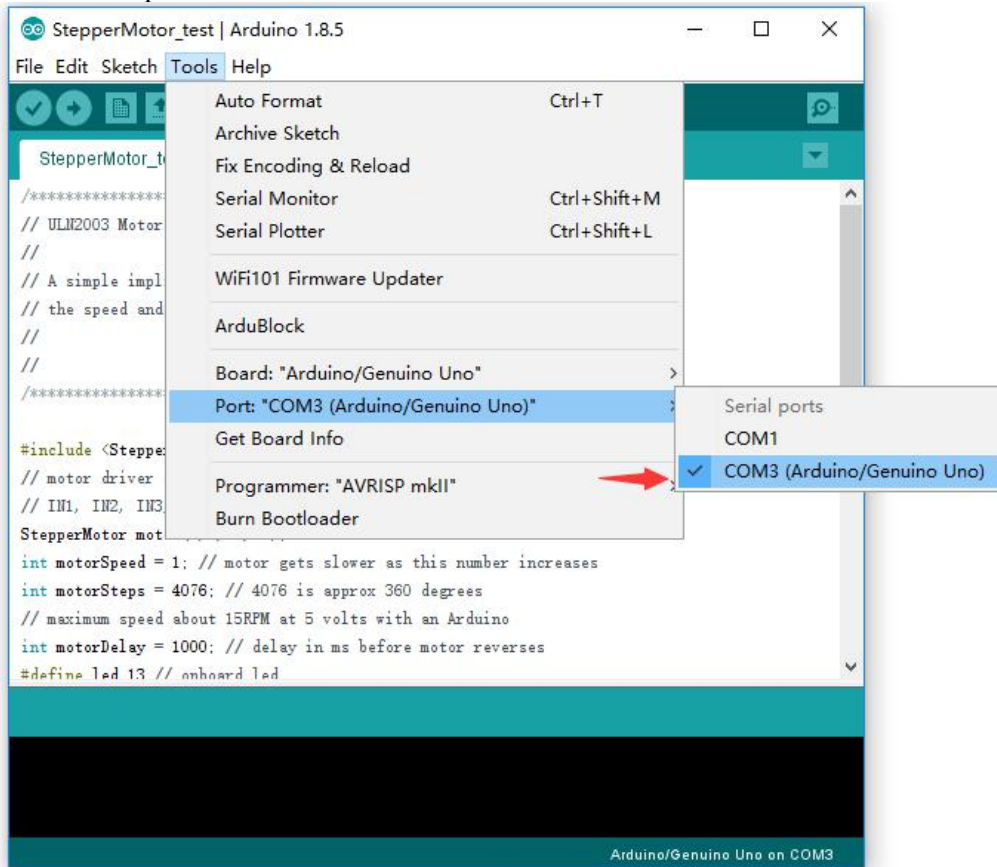 StepperMotor_test | Arduino 1.8.5
File Edit Sketch Tools Help
Auto Format Ctrl+T
Archive Sketch
Fix Encoding & Reload
Serial Monitor Ctrl+Shift+M
Serial Plotter Ctrl+Shift+L
WiFi101 Firmware Updater
ArduBlock
Board: "Arduino/Genuino Uno"
Port: "COM3 (Arduino/Genuino Uno)"
Get Board Info
Programmer: "AVRISP mkII"
Burn Bootloader
Serial ports
COM1
COM3 (Arduino/Genuino Uno)
StepperMotor_t
/****************
// ULN2003 Motor
//
// A simple impl
// the speed and
//
//
/****************
#include <Steppe
// motor driver
// IN1, IN2, IN3
StepperMotor mot
int motorSpeed = 1; // motor gets slower as this number increases
int motorSteps = 4076; // 4076 is approx 360 degrees
// maximum speed about 15RPM at 5 volts with an Arduino
int motorDelay = 1000; // delay in ms before motor reverses
#define led 13 // onboard led
Arduino/Genuino Uno on COM3